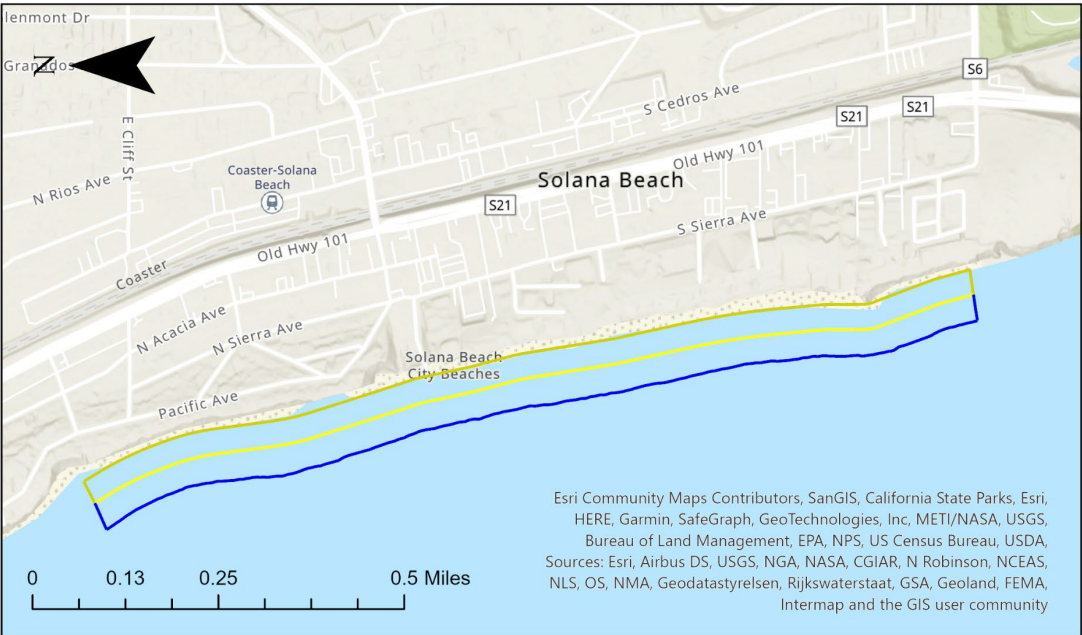 lenmont Dr
Granados
N
E Cliff St
N Rios Ave
Coaster-Solana
Beach
Coaster
Old Hwy 101
N Acacia Ave
N Sierra Ave
Pacific Ave
S Cedros Ave
S6
S21
S21
Old Hwy 101
Solana Beach
S21
S Sierra Ave
Solana Beach
City Beaches
Esri Community Maps Contributors, SanGIS, California State Parks, Esri,
HERE, Garmin, SafeGraph, GeoTechnologies, Inc, METI/NASA, USGS,
Bureau of Land Management, EPA, NPS, US Census Bureau, USDA,
Sources: Esri, Airbus DS, USGS, NGA, NASA, CGIAR, N Robinson, NCEAS,
NLS, OS, NMA, Geodatastyrelsen, Rijkswaterstaat, GSA, Geoland, FEMA,
Intermap and the GIS user community
0 0.13 0.25 0.5 Miles